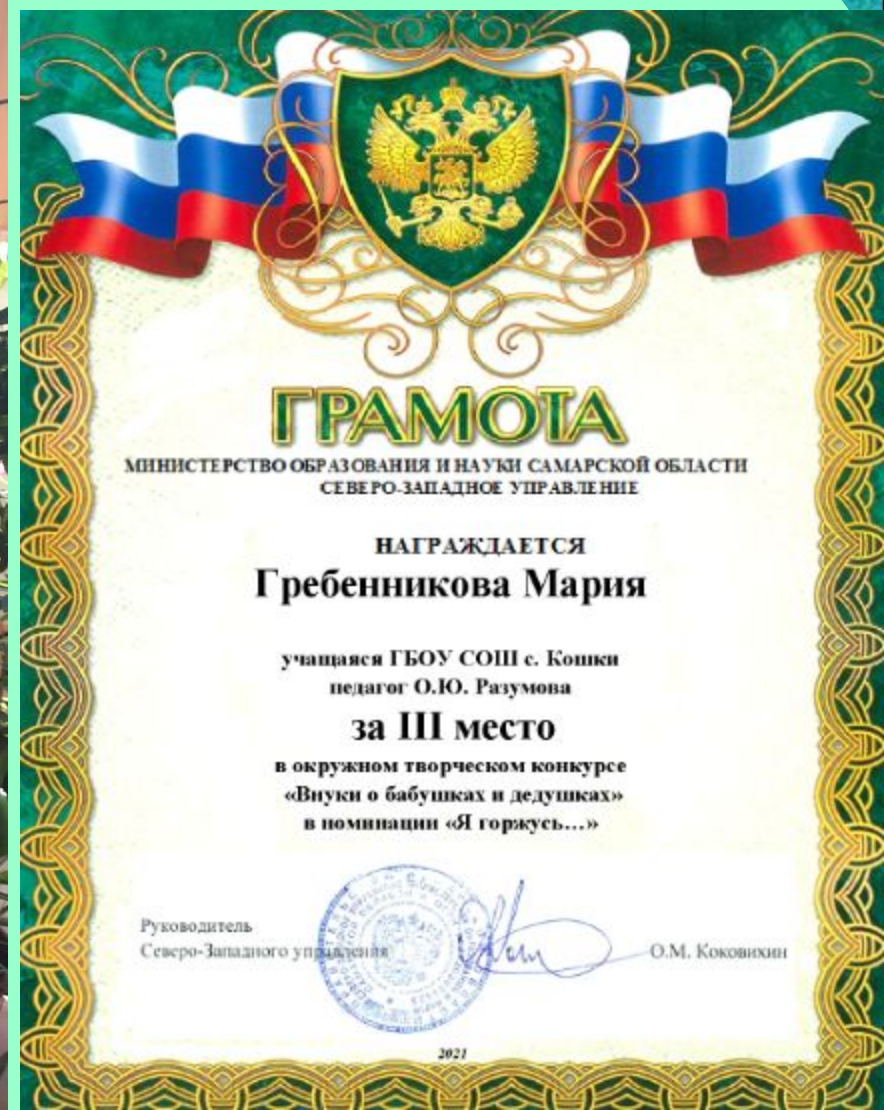 ГРАМОТА
МИНИСТЕРСТВО ОБРАЗОВАНИЯ И НАУКИ САМАРСКОЙ ОБЛАСТИ
СЕВЕРО-ЗАПАДНОЕ УПРАВЛЕНИЕ
НАГРАЖДАЕТСЯ
Гребенникова Мария
учащаяся ГБОУ СОШ с. Кошки
педагог О.Ю. Разумова
за III место
в окружном творческом конкурсе
«Внуки о бабушках и дедушках»
в номинации «Я горжусь...»
Руководитель
Северо-Западного управления
О.М. Коковихин
2021